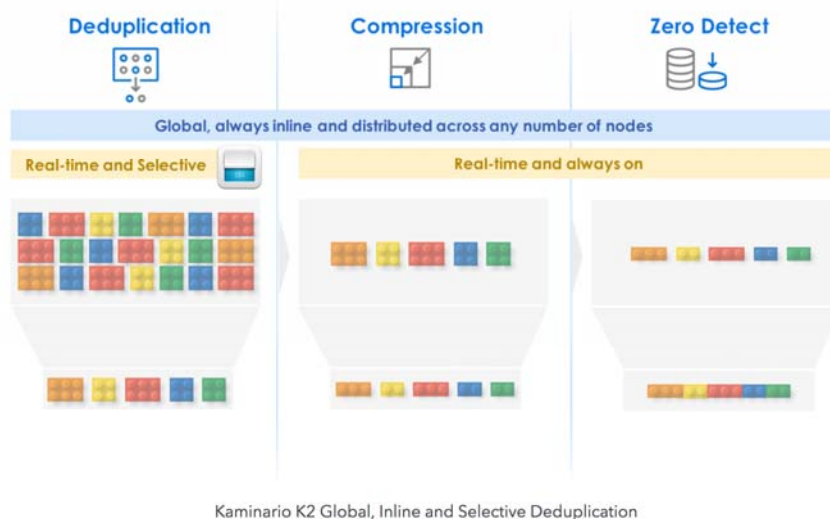 Deduplication
Compression
Zero Detect
Global, always inline and distributed across any number of nodes
Real-time and Selective
Real-time and always on
Kaminario K2 Global, Inline and Selective Deduplication